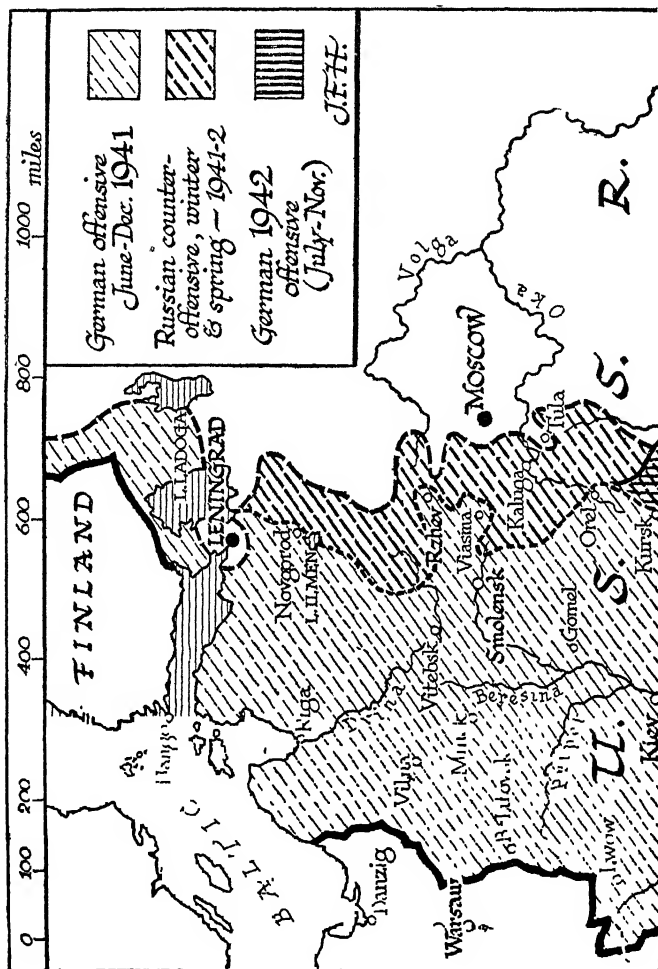 0 100 200 400 600 800 1000 miles
German offensive
June-Dec. 1941
Russian counter-
offensive, winter
& spring – 1941-2
German 1942
offensive
(July-Nov.)
J.F.H.
FINLAND
L. LADOGA
LENINGRAD
BALTIC
Novgorod
L. ILMEN
Riga
Volga
Rzhev
Moscow
Oka
Vitebsk
Viasma
Kaluga
Tula
Vilna
Danzig
Smolensk
Beresina
Orel
Gomel
Warsaw
Kursk
Lwow
Kiev
U. S. S. R.